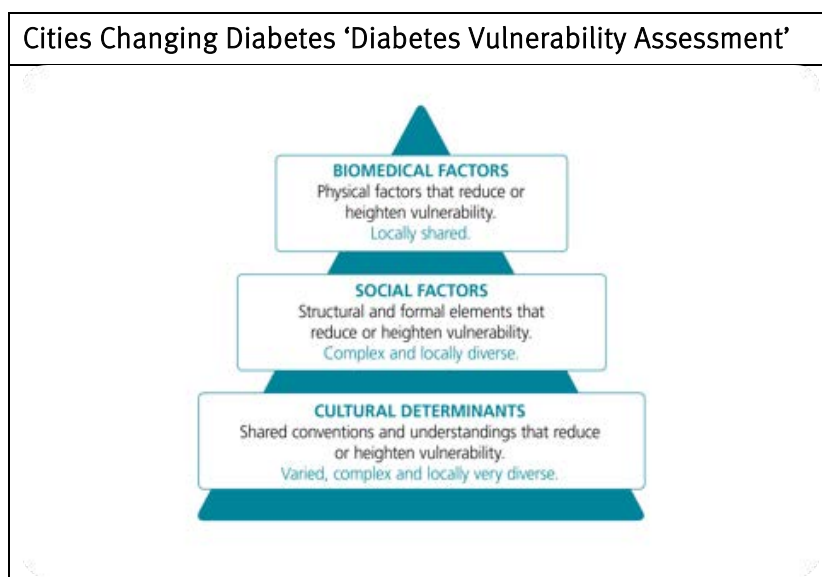 Cities Changing Diabetes ‘Diabetes Vulnerability Assessment’
BIOMEDICAL FACTORS
Physical factors that reduce or
heighten vulnerability.
Locally shared.
SOCIAL FACTORS
Structural and formal elements that
reduce or heighten vulnerability.
Complex and locally diverse.
CULTURAL DETERMINANTS
Shared conventions and understandings that reduce
or heighten vulnerability.
Varied, complex and locally very diverse.